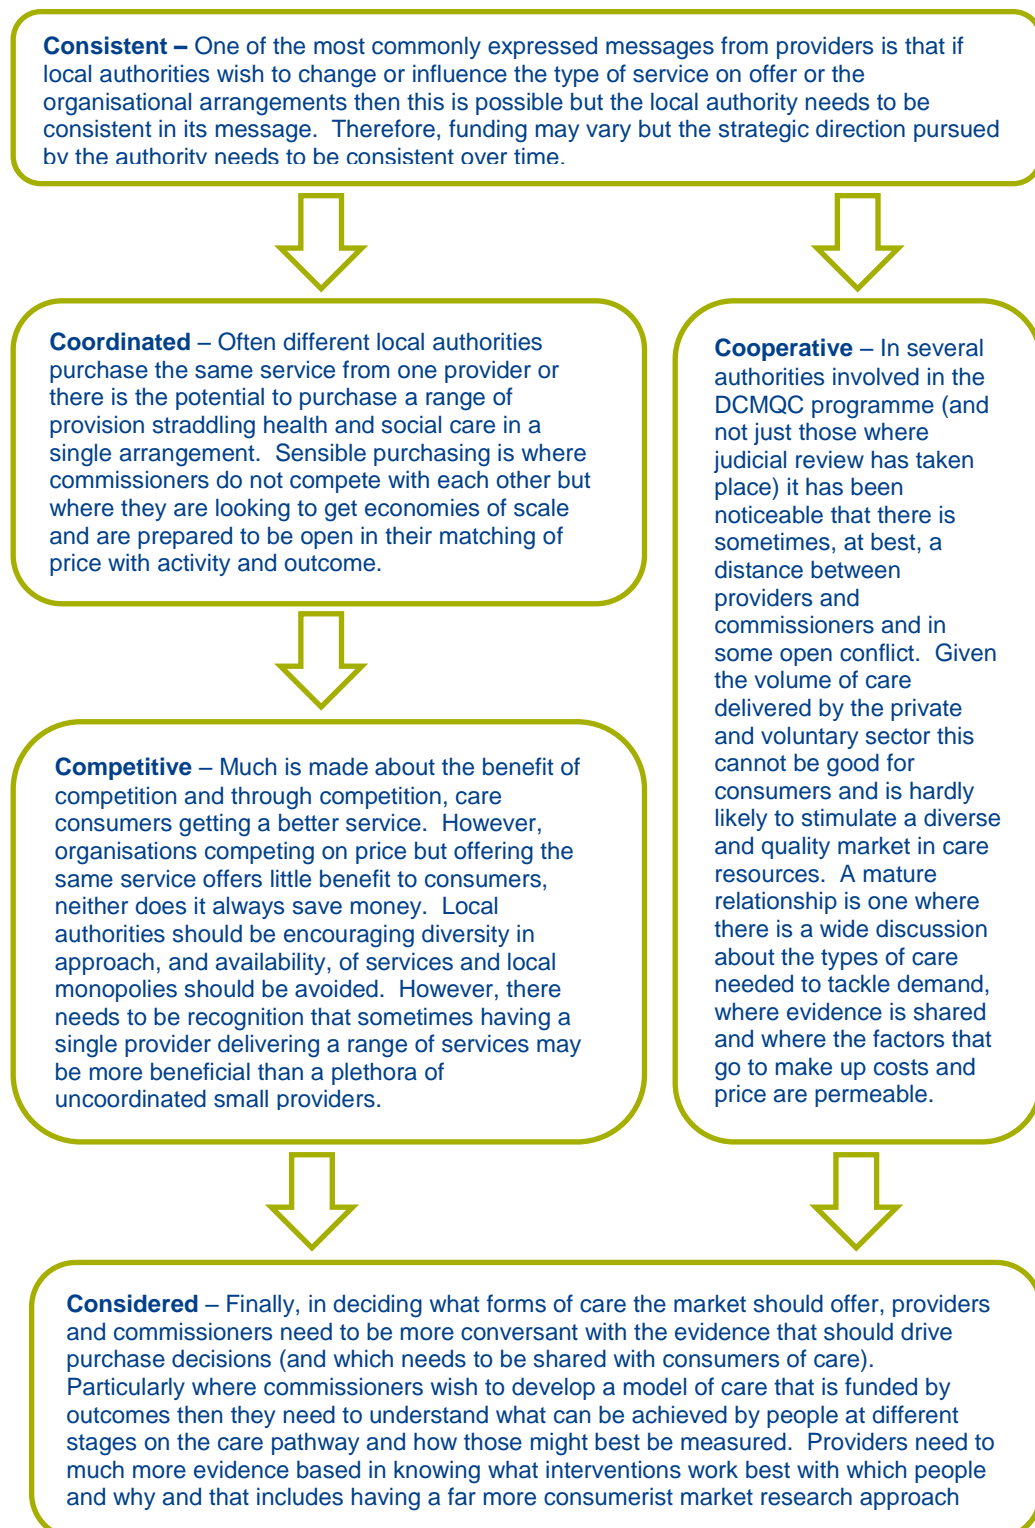 Consistent – One of the most commonly expressed messages from providers is that if
local authorities wish to change or influence the type of service on offer or the
organisational arrangements then this is possible but the local authority needs to be
consistent in its message.  Therefore, funding may vary but the strategic direction pursued
by the authority needs to be consistent over time.
Coordinated – Often different local authorities
purchase the same service from one provider or
there is the potential to purchase a range of
provision straddling health and social care in a
single arrangement.  Sensible purchasing is where
commissioners do not compete with each other but
where they are looking to get economies of scale
and are prepared to be open in their matching of
price with activity and outcome.
Competitive – Much is made about the benefit of
competition and through competition, care
consumers getting a better service.  However,
organisations competing on price but offering the
same service offers little benefit to consumers,
neither does it always save money.  Local
authorities should be encouraging diversity in
approach, and availability, of services and local
monopolies should be avoided.  However, there
needs to be recognition that sometimes having a
single provider delivering a range of services may
be more beneficial than a plethora of
uncoordinated small providers.
Cooperative – In several
authorities involved in the
DCMQC programme (and
not just those where
judicial review has taken
place) it has been
noticeable that there is
sometimes, at best, a
distance between
providers and
commissioners and in
some open conflict.  Given
the volume of care
delivered by the private
and voluntary sector this
cannot be good for
consumers and is hardly
likely to stimulate a diverse
and quality market in care
resources.  A mature
relationship is one where
there is a wide discussion
about the types of care
needed to tackle demand,
where evidence is shared
and where the factors that
go to make up costs and
price are permeable.
Considered – Finally, in deciding what forms of care the market should offer, providers
and commissioners need to be more conversant with the evidence that should drive
purchase decisions (and which needs to be shared with consumers of care).
Particularly where commissioners wish to develop a model of care that is funded by
outcomes then they need to understand what can be achieved by people at different
stages on the care pathway and how those might best be measured.  Providers need to
much more evidence based in knowing what interventions work best with which people
and why and that includes having a far more consumerist market research approach